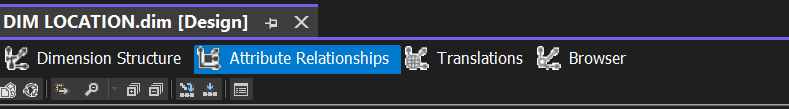 DIM LOCATION.dim [Design]
Dimension Structure Attribute Relationships Translations Browser